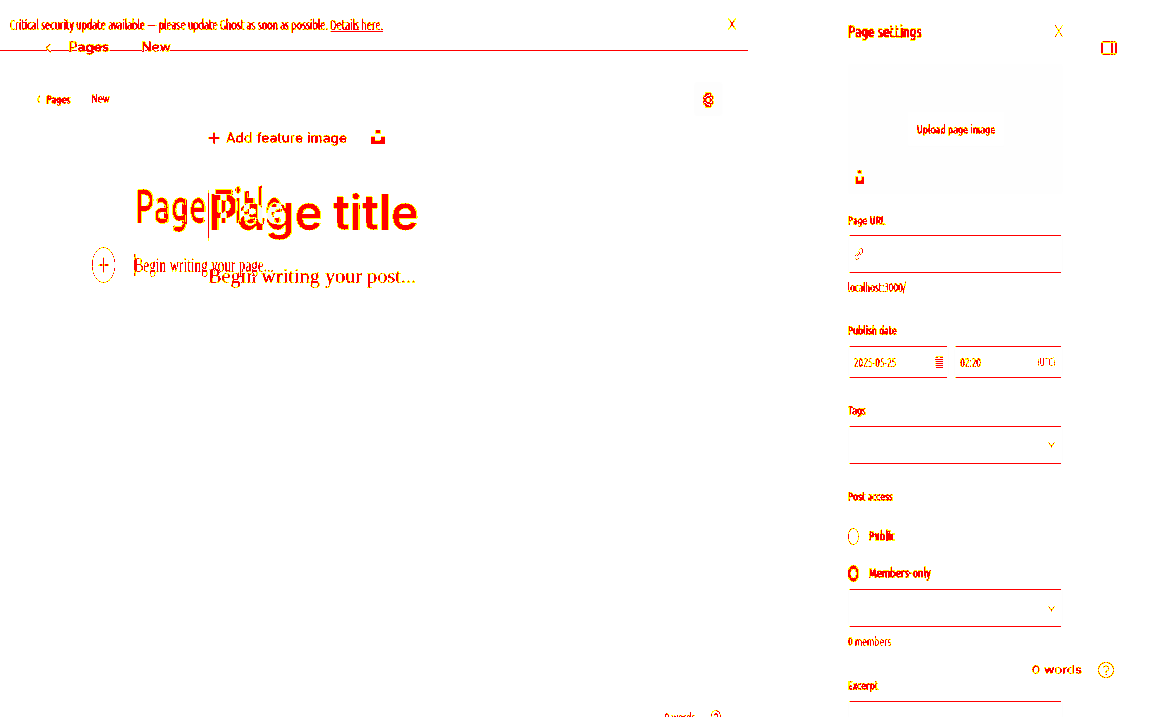 Critical security update available — please update Ghost as soon as possible. Details here. X
Pages New
Pages New
+ Add feature image
Page title
Page title
Begin writing your page...
Begin writing your post...
0 words
Page settings
Upload page image
Page URL
localhost:3000/
Publish date
02:20 (UTC)
Tags
Post access
Public
Members-only
0 members
0 words
Excerpt